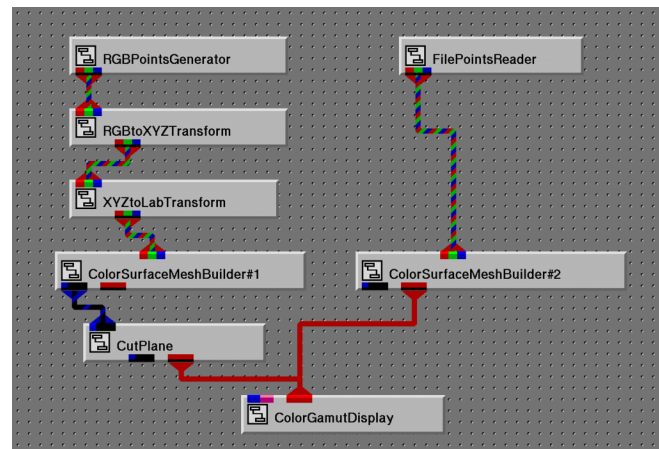 RGBPointsGenerator
FilePointsReader
RGBtoXYZTransform
XYZtoLabTransform
ColorSurfaceMeshBuilder#1
ColorSurfaceMeshBuilder#2
CutPlane
ColorGamutDisplay